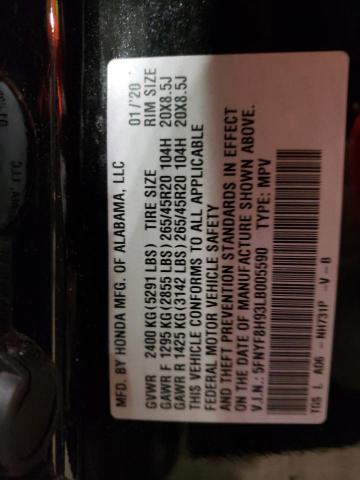 MFD. BY HONDA MFG. OF ALABAMA, LLC 01/'20
GVWR 2400 KG (5291 LBS) TIRE SIZE RIM SIZE
GAWR F 1295 KG (2855 LBS) 265/45R20 104H 20X8.5J
GAWR R 1425 KG (3142 LBS) 265/45R20 104H 20X8.5J
THIS VEHICLE CONFORMS TO ALL APPLICABLE
FEDERAL MOTOR VEHICLE SAFETY
AND THEFT PREVENTION STANDARDS IN EFFECT
ON THE DATE OF MANUFACTURE SHOWN ABOVE.
V.I.N.: 5FNYF8H93LB005590 TYPE: MPV
TGS L A06 -NH731P -V -B